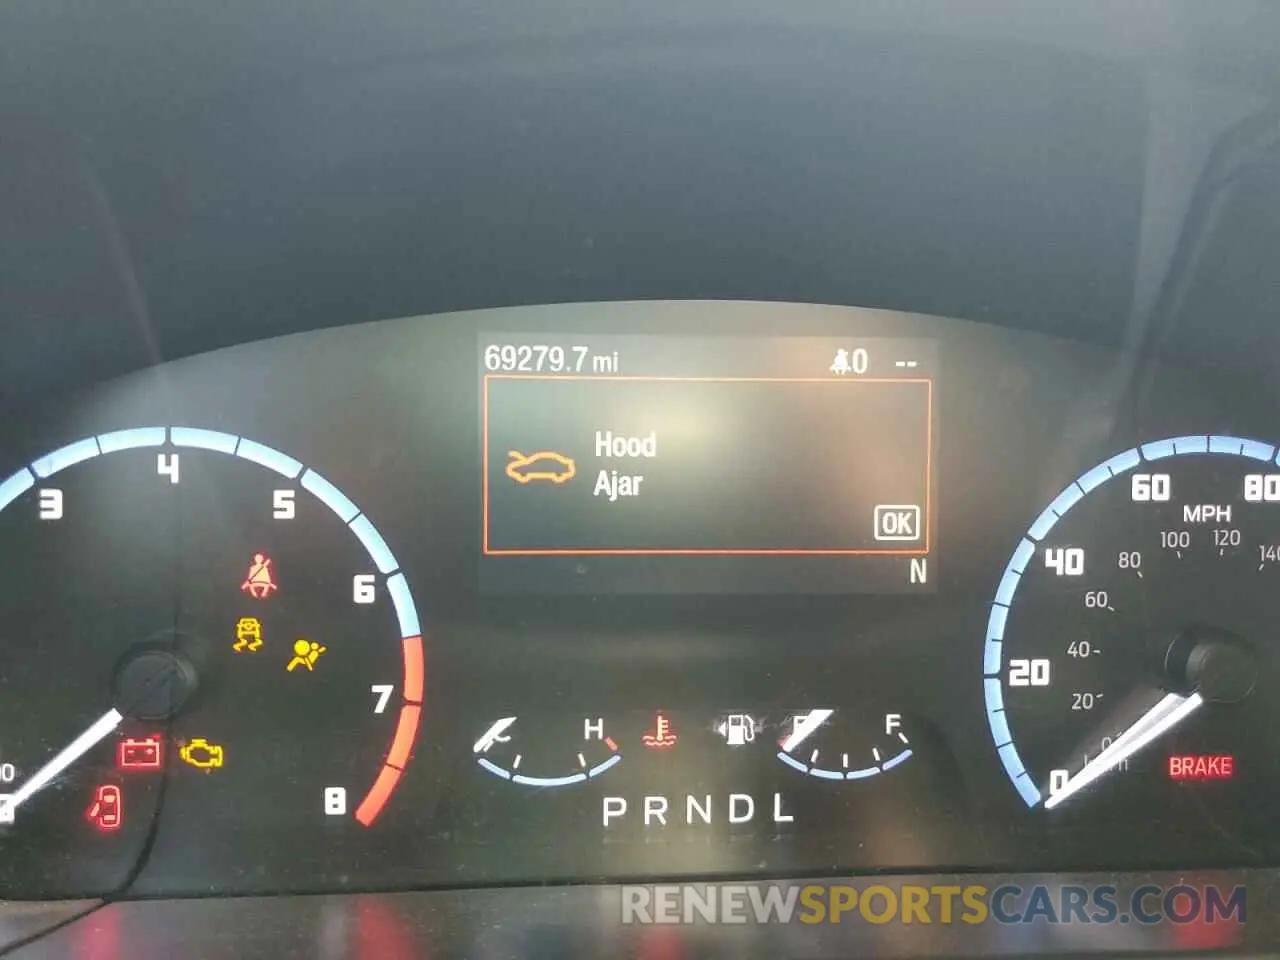 69279.7 mi 0 --
Hood
Ajar
OK
N
3 4 5 6 7 8
H
F
PRNDL
0 20 40 60 80
MPH
20 40 60 80 100 120
BRAKE
RENEWSPORTSCARS.COM